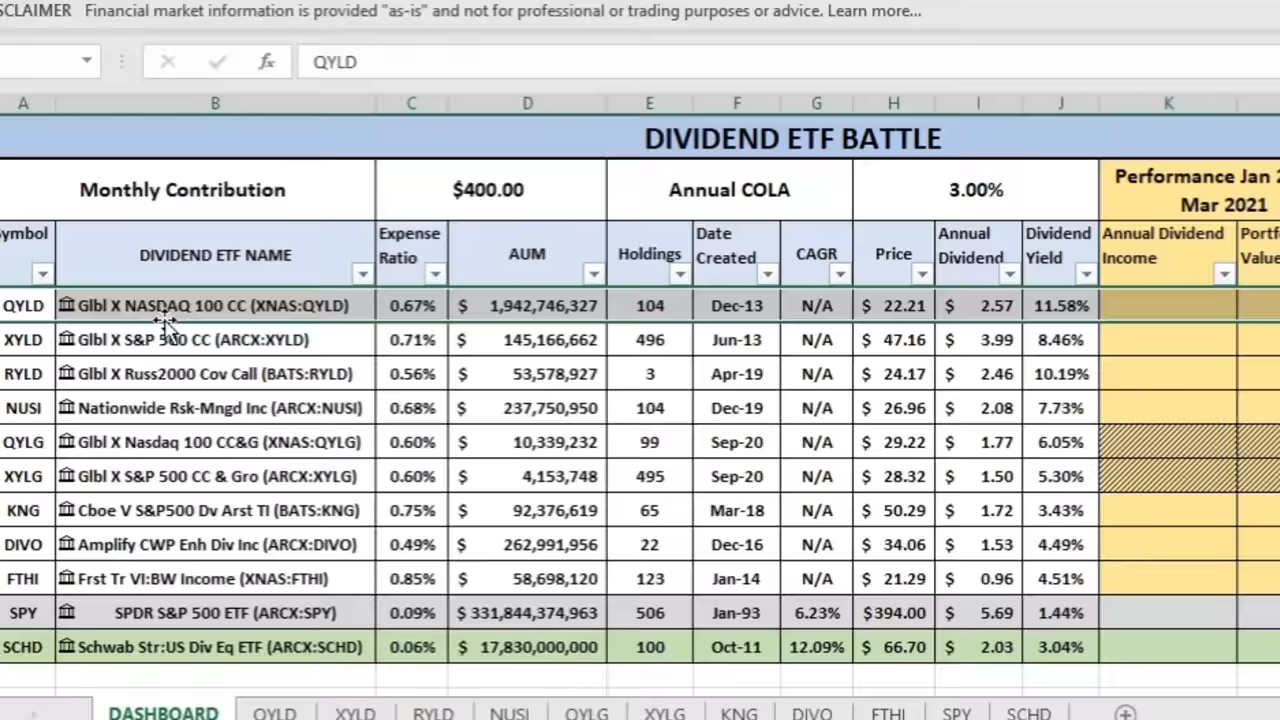 SCLAIMER Financial market information is provided "as-is" and not for professional or trading purposes or advice. Learn more...
fx QYLD
A B C D E F G H I J K
DIVIDEND ETF BATTLE
Monthly Contribution $400.00 Annual COLA 3.00% Performance Jan 2
Mar 2021
Symbol DIVIDEND ETF NAME Expense Ratio AUM Holdings Date Created CAGR Price Annual Dividend Dividend Yield Annual Dividend Income Portf Value
QYLD Glbl X NASDAQ 100 CC (XNAS:QYLD) 0.67% $ 1,942,746,327 104 Dec-13 N/A $ 22.21 $ 2.57 11.58%
XYLD Glbl X S&P 500 CC (ARCX:XYLD) 0.71% $ 145,166,662 496 Jun-13 N/A $ 47.16 $ 3.99 8.46%
RYLD Glbl X Russ2000 Cov Call (BATS:RYLD) 0.56% $ 53,578,927 3 Apr-19 N/A $ 24.17 $ 2.46 10.19%
NUSI Nationwide Rsk-Mngd Inc (ARCX:NUSI) 0.68% $ 237,750,950 104 Dec-19 N/A $ 26.96 $ 2.08 7.73%
QYLG Glbl X Nasdaq 100 CC&G (XNAS:QYLG) 0.60% $ 10,339,232 99 Sep-20 N/A $ 29.22 $ 1.77 6.05%
XYLG Glbl X S&P 500 CC & Gro (ARCX:XYLG) 0.60% $ 4,153,748 495 Sep-20 N/A $ 28.32 $ 1.50 5.30%
KNG Cboe V S&P500 Dv Arst TI (BATS:KNG) 0.75% $ 92,376,619 65 Mar-18 N/A $ 50.29 $ 1.72 3.43%
DIVO Amplify CWP Enh Div Inc (ARCX:DIVO) 0.49% $ 262,991,956 22 Dec-16 N/A $ 34.06 $ 1.53 4.49%
FTHI Frst Tr VI:BW Income (XNAS:FTHI) 0.85% $ 58,698,120 123 Jan-14 N/A $ 21.29 $ 0.96 4.51%
SPY SPDR S&P 500 ETF (ARCX:SPY) 0.09% $ 331,844,374,963 506 Jan-93 6.23% $394.00 $ 5.69 1.44%
SCHD Schwab Str:US Div Eq ETF (ARCX:SCHD) 0.06% $ 17,830,000,000 100 Oct-11 12.09% $ 66.70 $ 2.03 3.04%
DASHBOARD QYLD XYLD RYLD NUSI QYLG XYLG KNG DIVO FTHI SPY SCHD